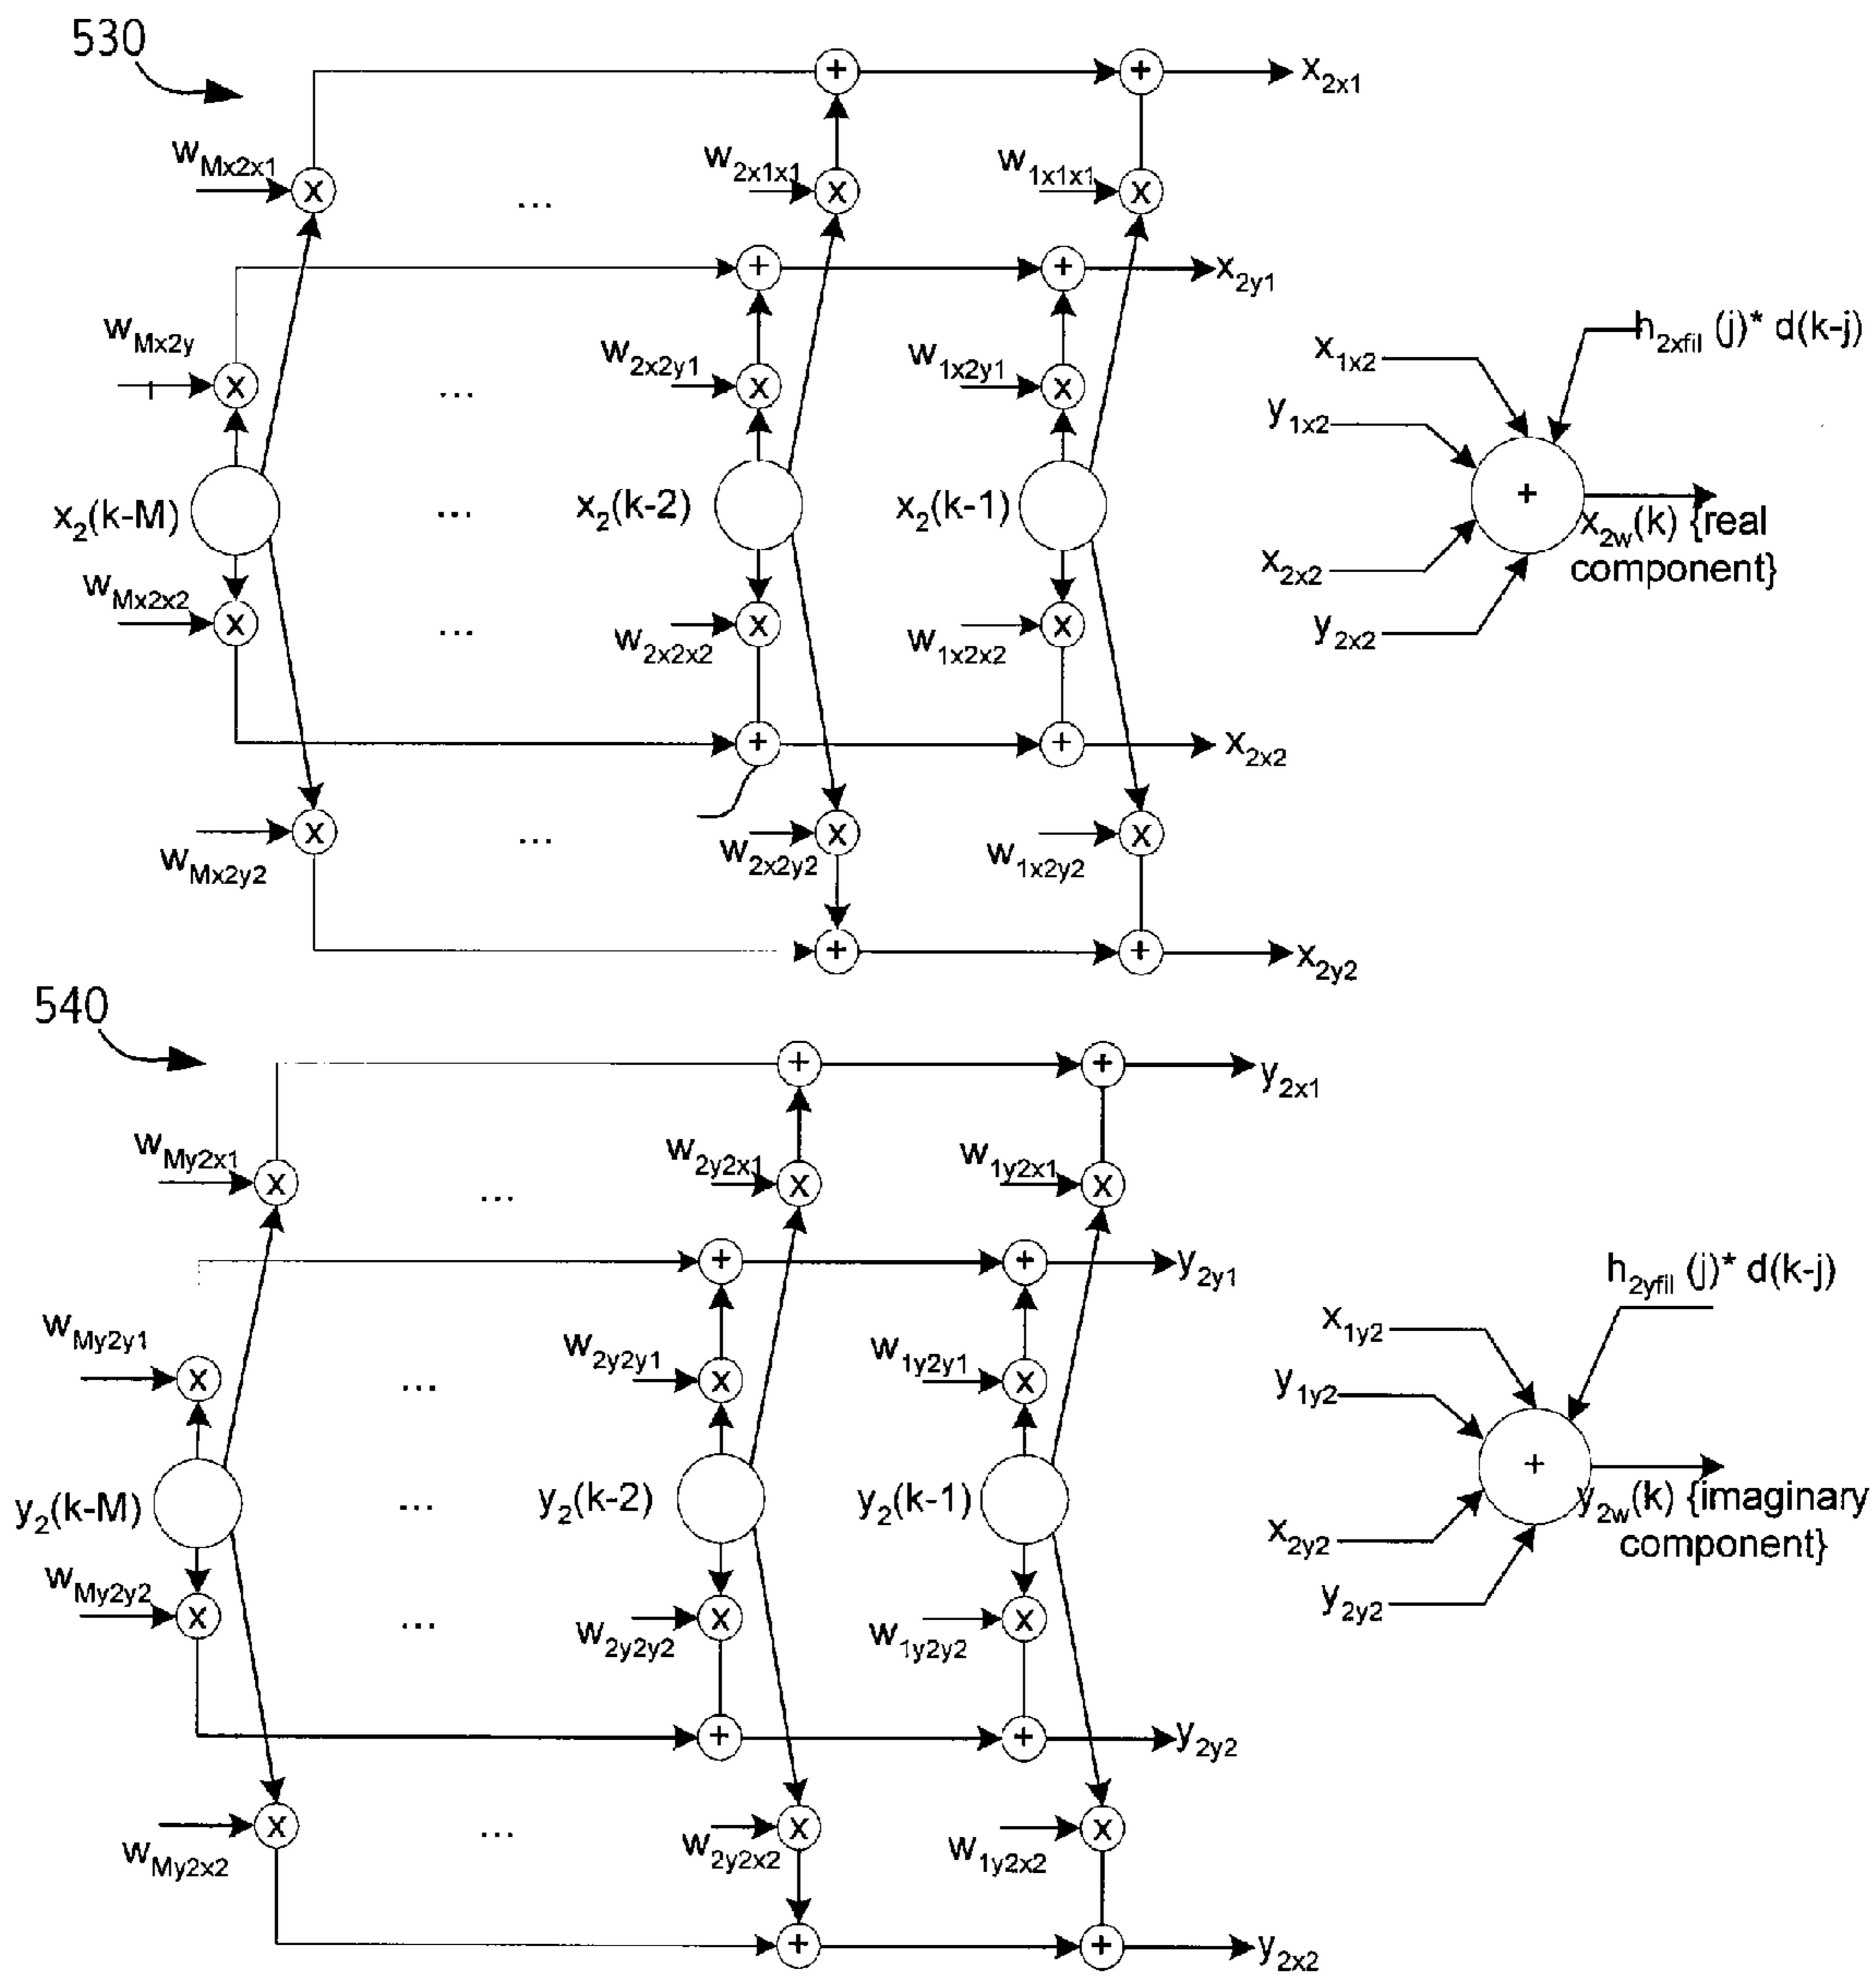 530
+ + x2x1
wMx2x1 x ... w2x1x1 x w1x1x1 x
+ + x2y1
wMx2y1 x ... w2x2y1 x w1x2y1 x
x2(k-M) ... x2(k-2) x2(k-1)
wMx2x2 x ... w2x2x2 x w1x2x2 x
+ + x2x2
wMx2y2 x ... w2x2y2 x w1x2y2 x
+ + x2y2
h2xfil (j)* d(k-j)
x1x2
y1x2
+
x2w(k) {real
component}
x2x2
y2x2
540
+ + y2x1
wMy2x1 x ... w2y2x1 x w1y2x1 x
+ + y2y1
wMy2y1 x ... w2y2y1 x w1y2y1 x
y2(k-M) ... y2(k-2) y2(k-1)
wMy2y2 x ... w2y2y2 x w1y2y2 x
+ + y2y2
wMy2x2 x ... w2y2x2 x w1y2x2 x
+ + y2x2
h2yfil (j)* d(k-j)
x1y2
y1y2
+
y2w(k) {imaginary
component}
x2y2
y2y2